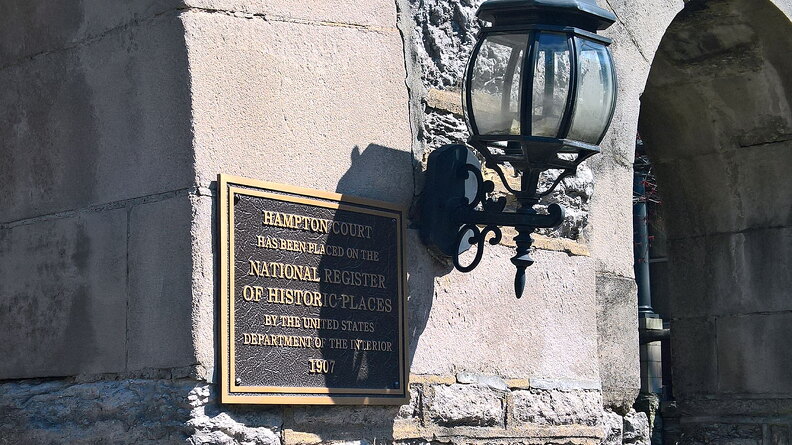 HAMPTON COURT
HAS BEEN PLACED ON THE
NATIONAL REGISTER
OF HISTORIC PLACES
BY THE UNITED STATES
DEPARTMENT OF THE INTERIOR
1907